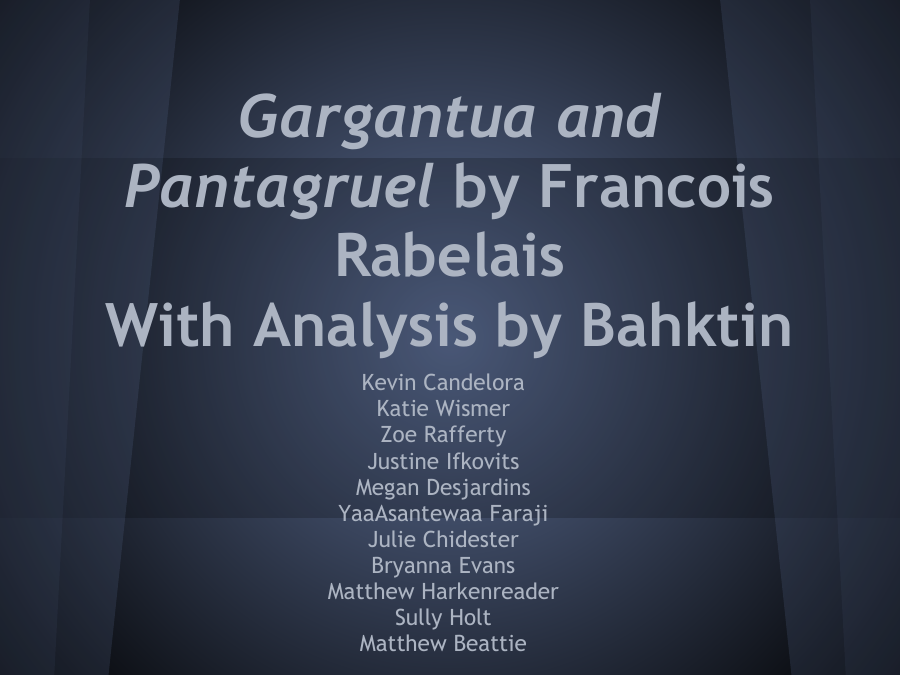 Gargantua and
Pantagruel by Francois
Rabelais
With Analysis by Bahktin
Kevin Candelora
Katie Wismer
Zoe Rafferty
Justine Ifkovits
Megan Desjardins
YaaAsantewaa Faraji
Julie Chidester
Bryanna Evans
Matthew Harkenreader
Sully Holt
Matthew Beattie